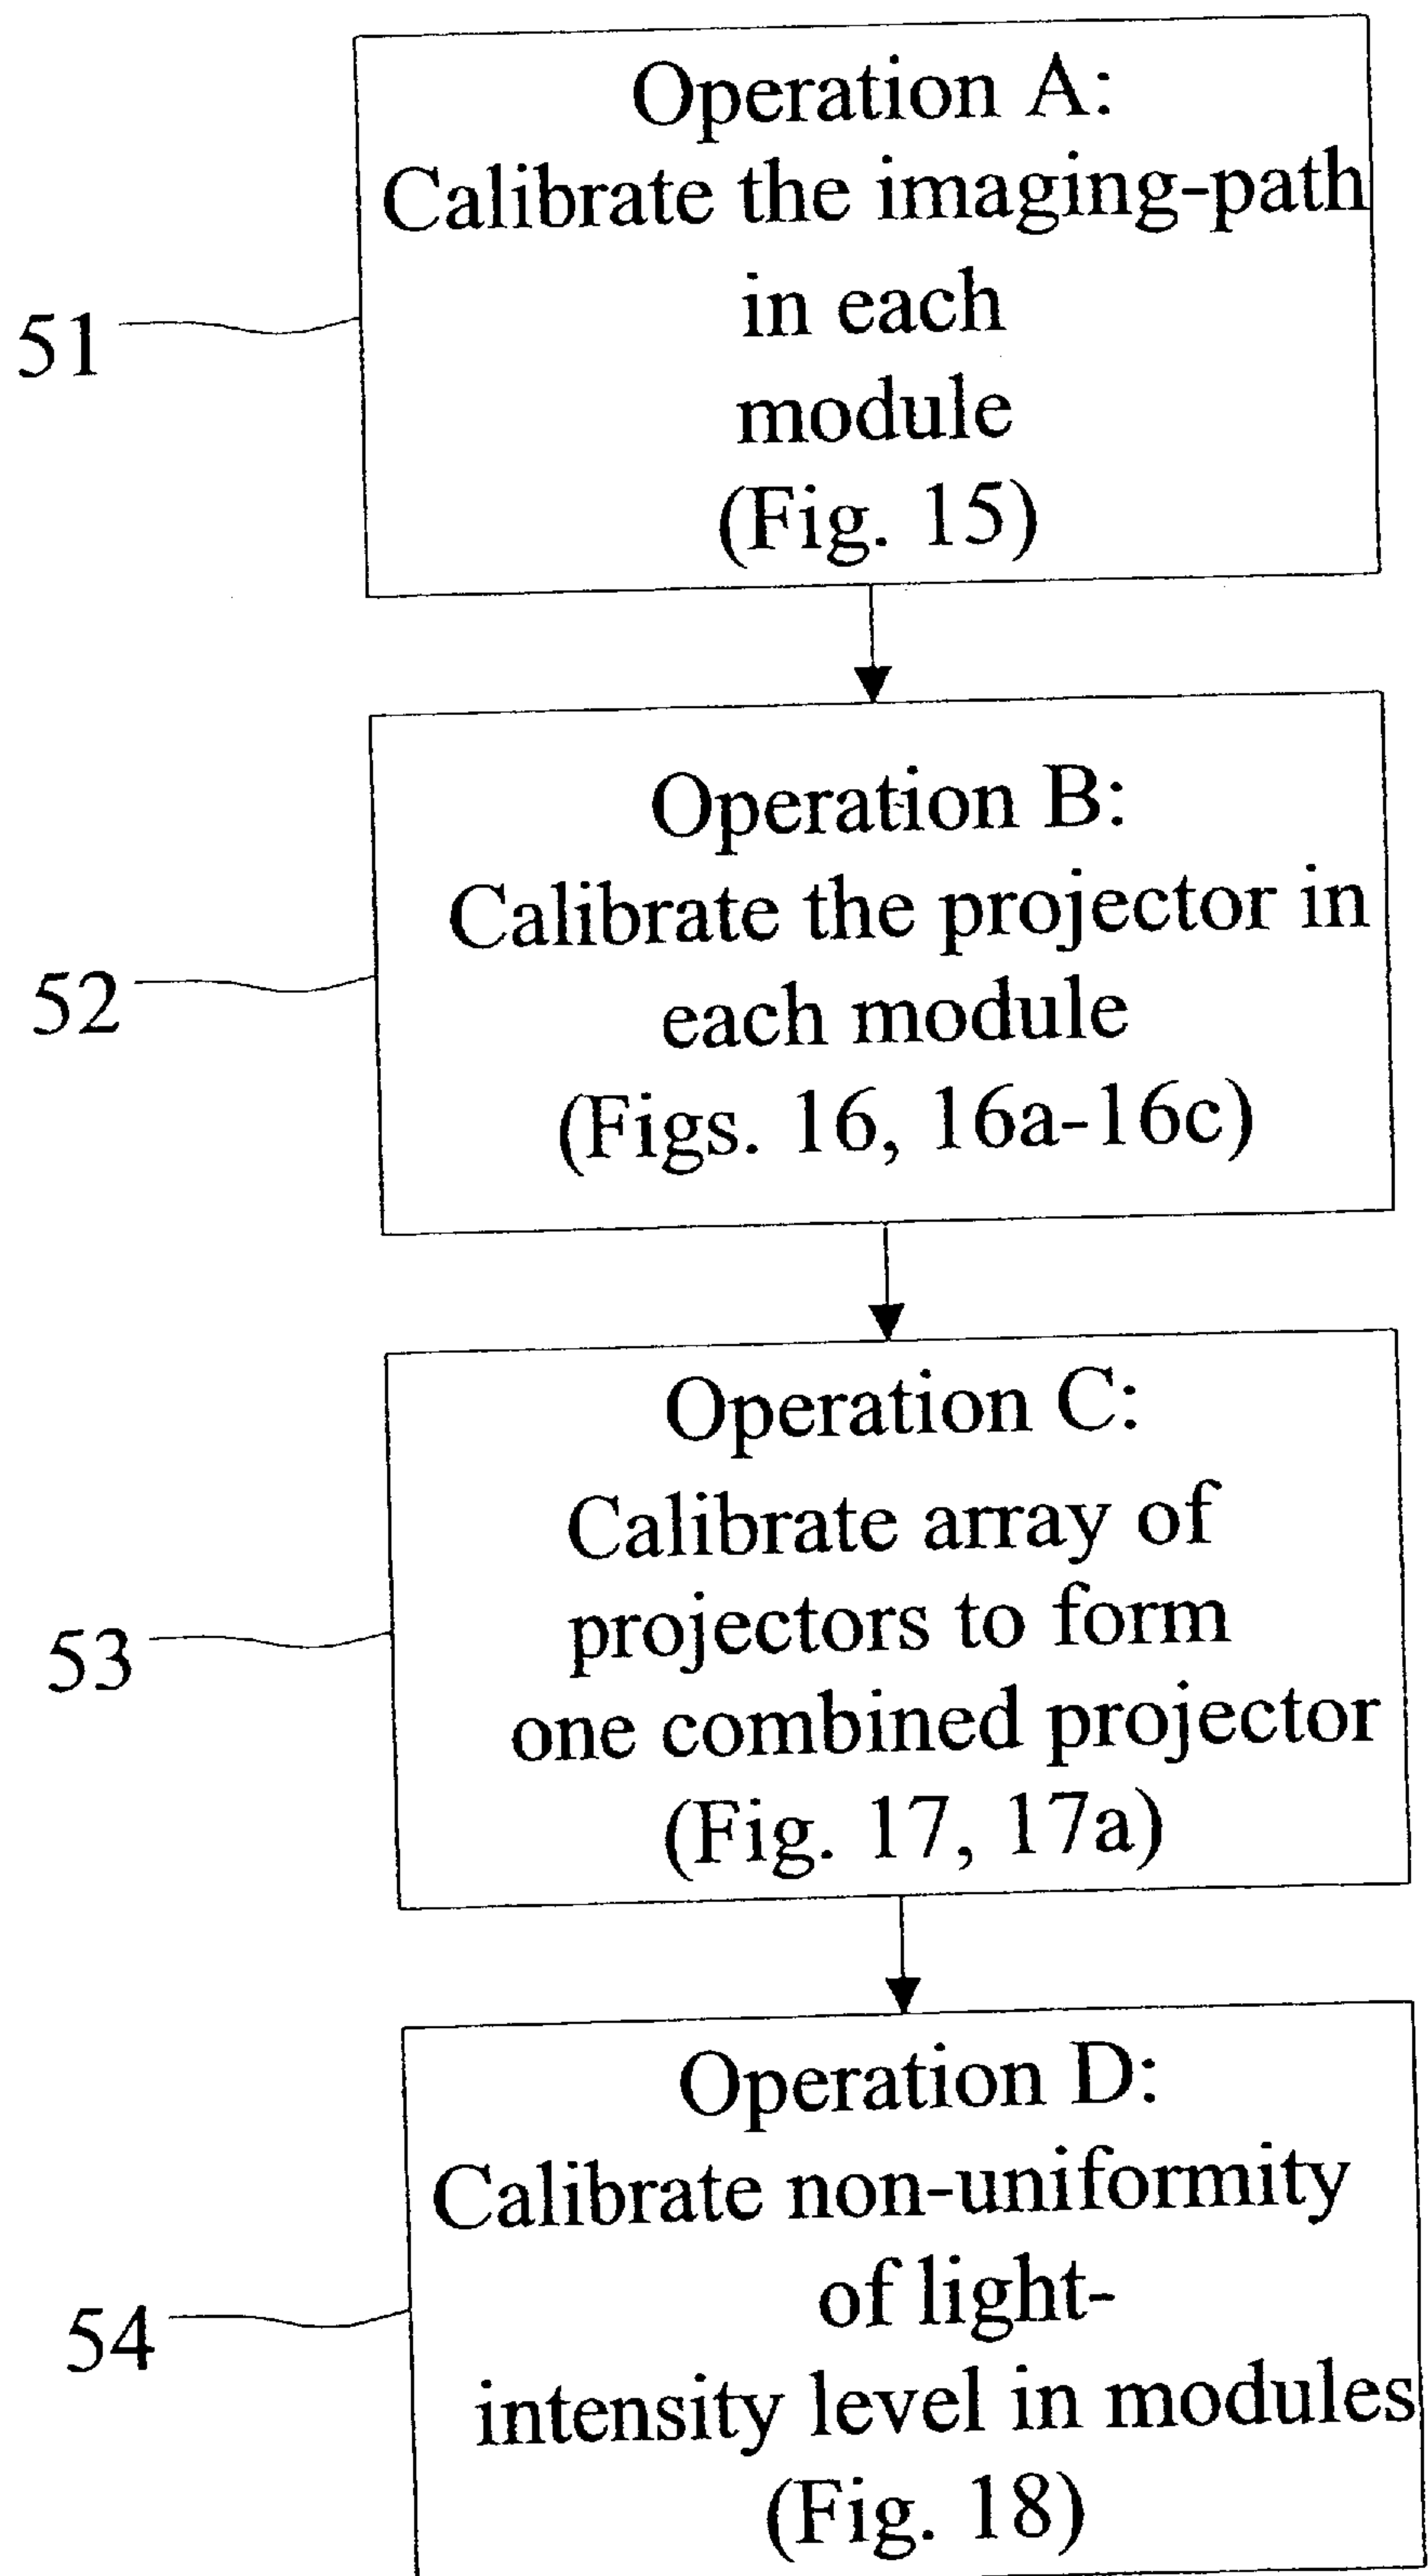 Operation A:
Calibrate the imaging-path
in each
module
(Fig. 15)
51
Operation B:
Calibrate the projector in
each module
(Figs. 16, 16a-16c)
52
Operation C:
Calibrate array of
projectors to form
one combined projector
(Fig. 17, 17a)
53
Operation D:
Calibrate non-uniformity
of light-
intensity level in modules
(Fig. 18)
54